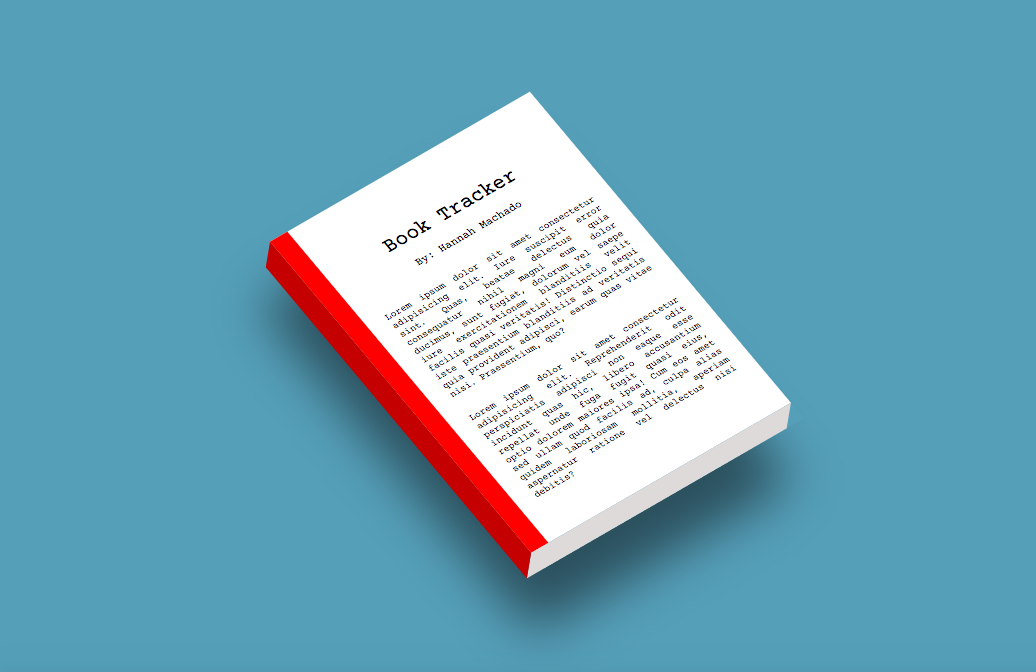 Book Tracker
By: Hannah Machado
Lorem ipsum dolor sit amet consectetur
adipisicing elit. Iure suscipit error
sint. Quas, beatae delectus quia
consequatur nihil magni eum dolor
ducimus, sunt fugiat, dolorum vel saepe
iure exercitationem blanditiis velit
facilis quasi veritatis! Distinctio sequi
iste praesentium blanditiis ad veritatis
quia provident adipisci, earum quas vitae
nisi. Praesentium, quo?
Lorem ipsum dolor sit amet consectetur
adipisicing elit. Reprehenderit odit
perspiciatis adipisci non eaque esse
incidunt quas hic, libero accusantium
repellat unde fuga fugit quasi eius,
optio dolorem maiores ipsa! Cum eos amet
sed ullam quod facilis ad, culpa alias
quidem laboriosam mollitia, aperiam
aspernatur ratione vel delectus nisi
debitis?